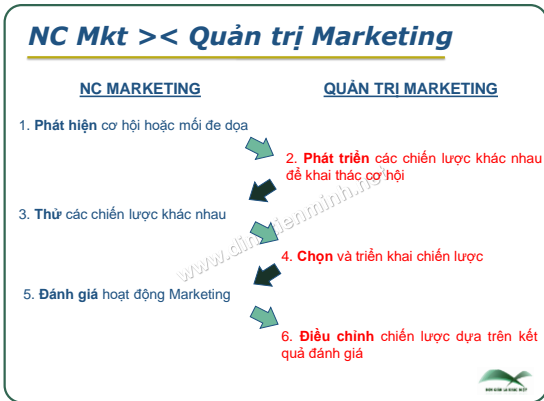 NC Mkt >< Quản trị Marketing
NC MARKETING
QUẢN TRỊ MARKETING
1. Phát hiện cơ hội hoặc mối đe dọa
2. Phát triển các chiến lược khác nhau
để khai thác cơ hội
3. Thử các chiến lược khác nhau
4. Chọn và triển khai chiến lược
5. Đánh giá hoạt động Marketing
6. Điều chỉnh chiến lược dựa trên kết
quả đánh giá
www.dinhtienminh.net